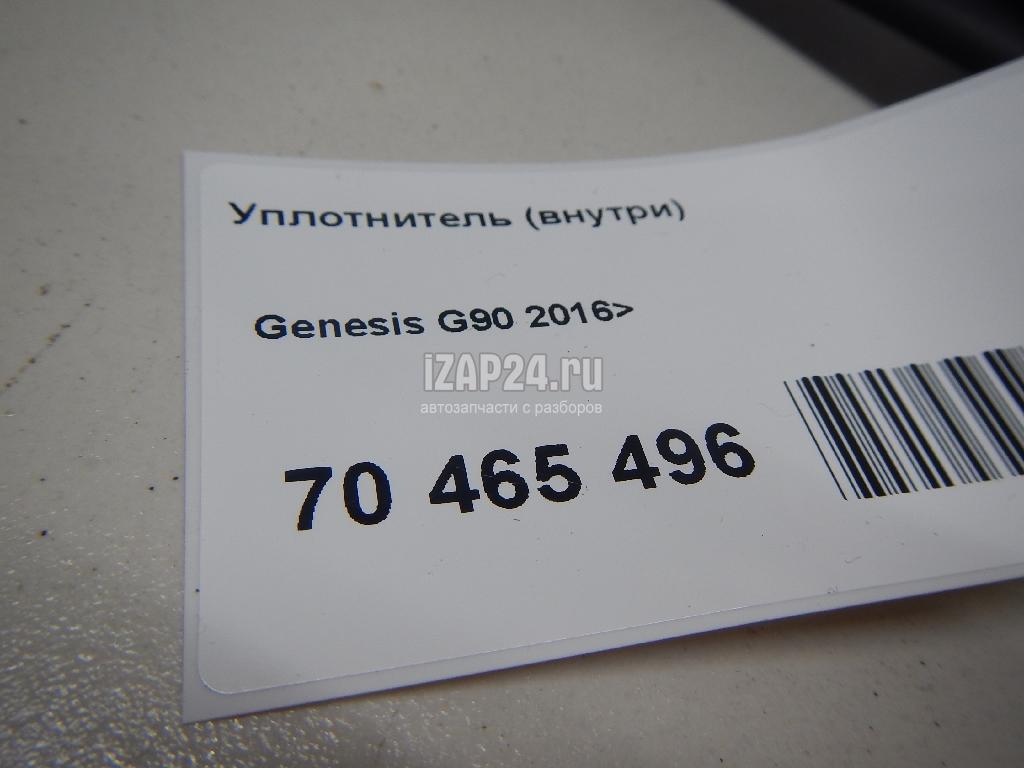 Уплотнитель (внутри)
Genesis G90 2016>
iZAP24.ru
автозапчасти с разборов
70 465 496